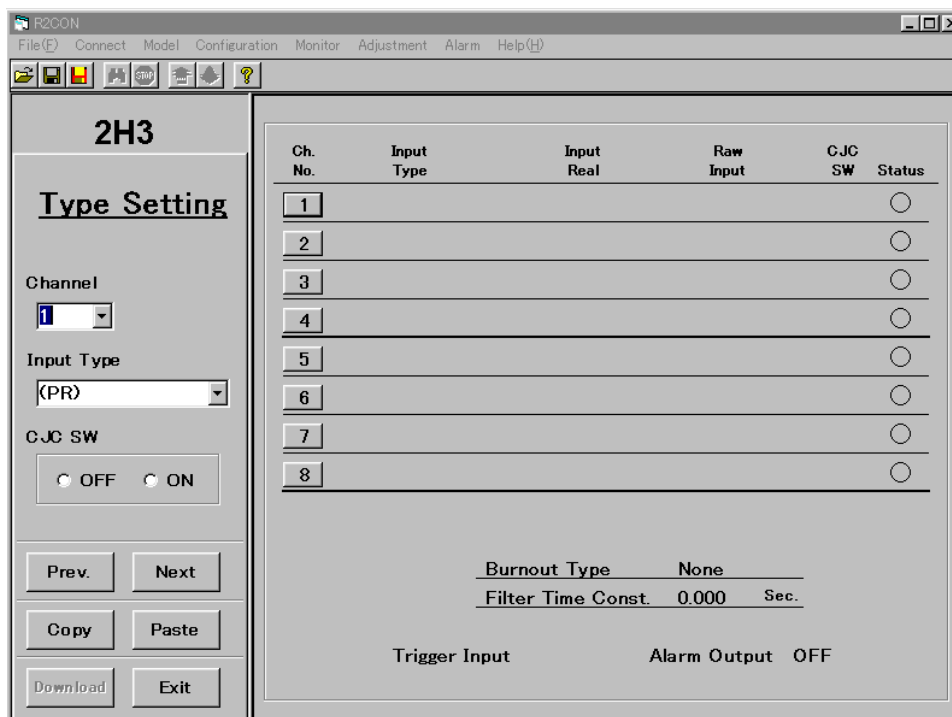 R2CON
File(F) Connect Model Configuration Monitor Adjustment Alarm Help(H)
STOP
?
2H3
Type Setting
Channel
1
Input Type
(PR)
CJC SW
OFF ON
Prev. Next
Copy Paste
Download Exit
Ch. No. Input Type Input Real Raw Input CJC SW Status
1
2
3
4
5
6
7
8
Burnout Type None
Filter Time Const. 0.000 Sec.
Trigger Input Alarm Output OFF